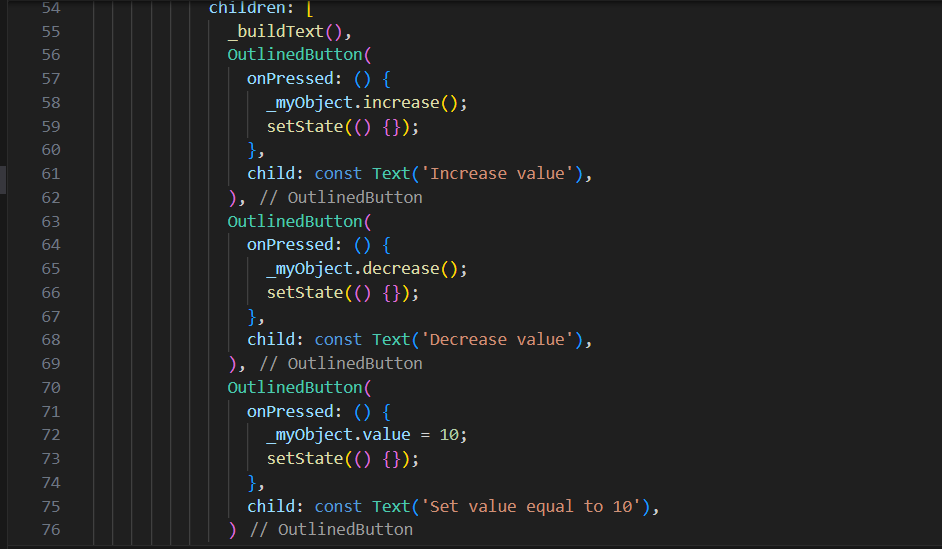 54 children: [
55 _buildText(),
56 OutlinedButton(
57 onPressed: () {
58 _myObject.increase();
59 setState(() {});
60 },
61 child: const Text('Increase value'),
62 ), // OutlinedButton
63 OutlinedButton(
64 onPressed: () {
65 _myObject.decrease();
66 setState(() {});
67 },
68 child: const Text('Decrease value'),
69 ), // OutlinedButton
70 OutlinedButton(
71 onPressed: () {
72 _myObject.value = 10;
73 setState(() {});
74 },
75 child: const Text('Set value equal to 10'),
76 ) // OutlinedButton